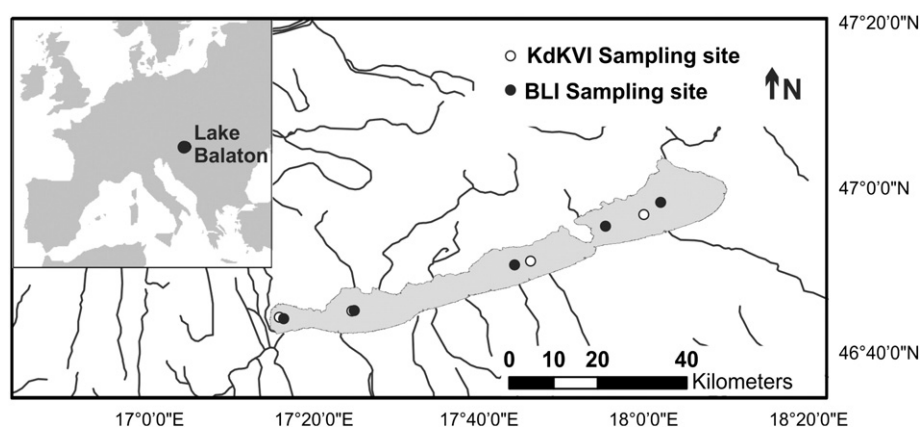 47°20'0"N
KdKVI Sampling site
BLI Sampling site
N
Lake
Balaton
47°0'0"N
0 10 20 40
Kilometers
46°40'0"N
17°0'0"E 17°20'0"E 17°40'0"E 18°0'0"E 18°20'0"E